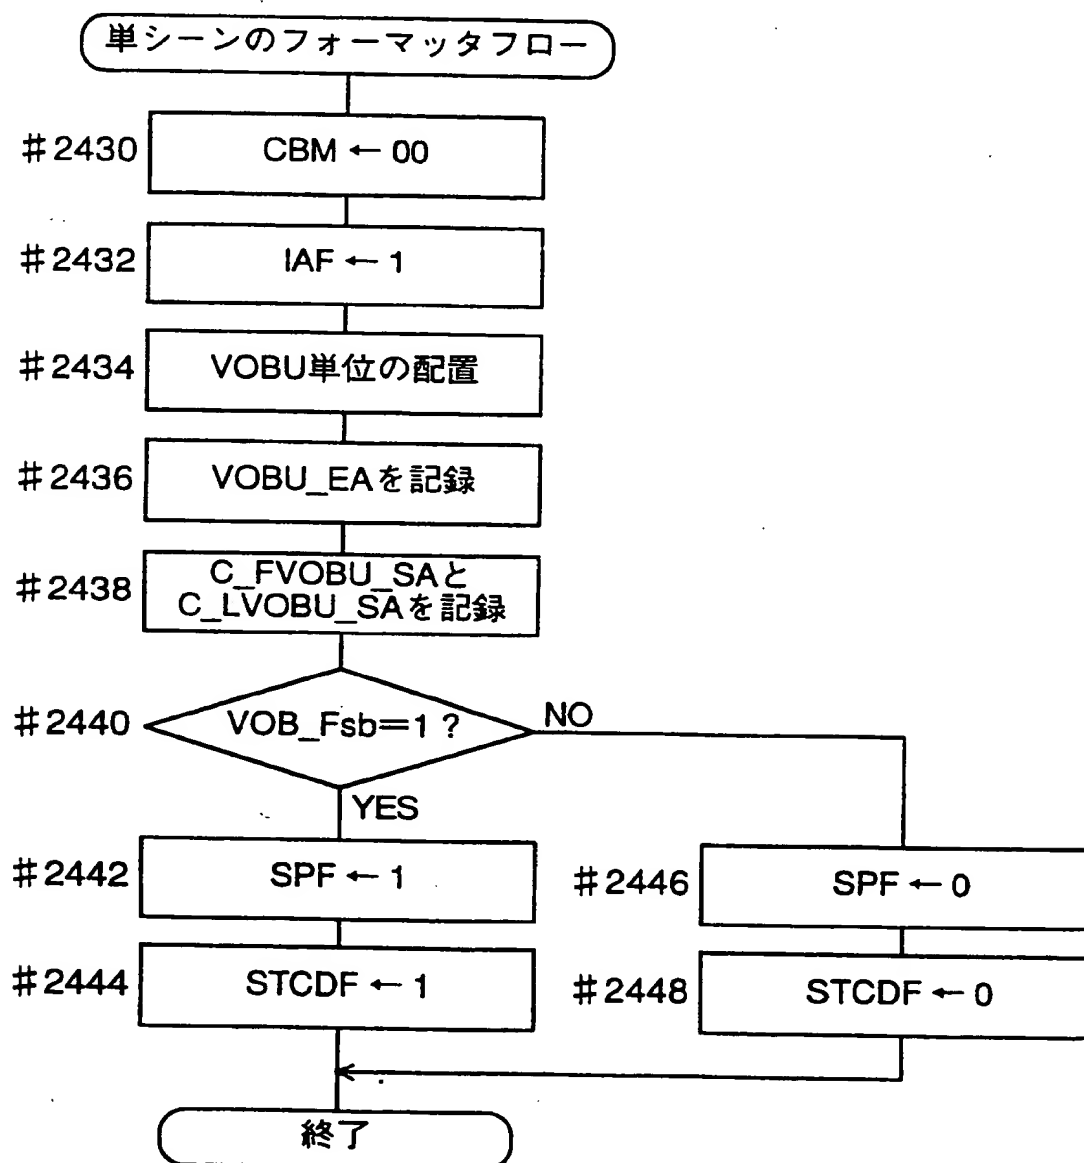 単シーンのフォーマッタフロー
#2430
CBM ← 00
#2432
IAF ← 1
#2434
VOBU単位の配置
#2436
VOBU_EAを記録
#2438
C_FVOBU_SAと
C_LVOBU_SAを記録
#2440
VOB_Fsb=1 ?
NO
YES
#2442
SPF ← 1
#2446
SPF ← 0
#2444
STCDF ← 1
#2448
STCDF ← 0
終了